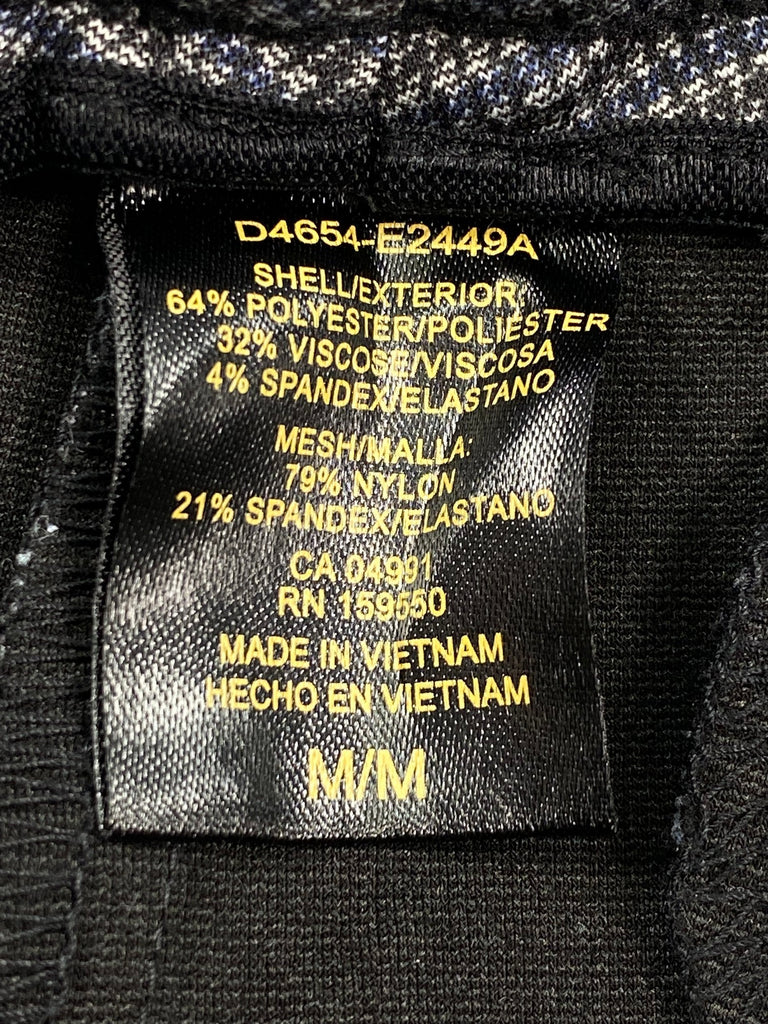 D4654-E2449A
SHELL/EXTERIOR:
64% POLYESTER/POLIÉSTER
32% VISCOSE/VISCOSA
4% SPANDEX/ELASTANO
MESH/MALLA:
79% NYLON
21% SPANDEX/ELASTANO
CA 04991
RN 159550
MADE IN VIETNAM
HECHO EN VIETNAM
M/M